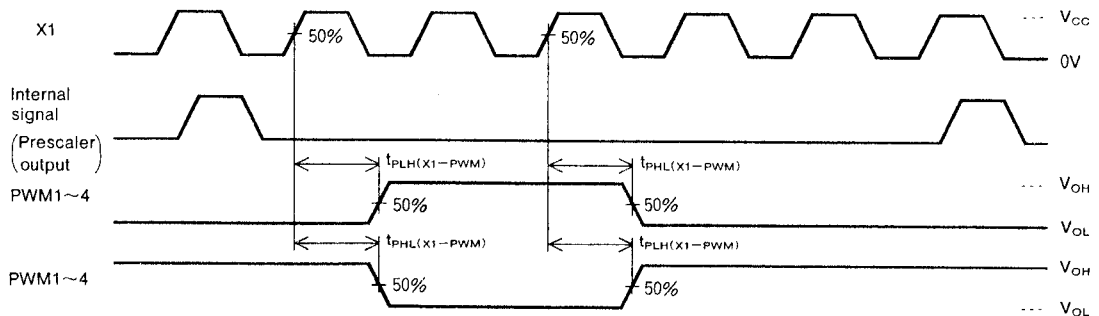 X1
50%
50%
--- VCC
0V
Internal
signal
(Prescaler
output)
tPLH(X1−PWM)
tPHL(X1−PWM)
PWM1~4
50%
50%
--- VOH
VOL
tPHL(X1−PWM)
tPLH(X1−PWM)
PWM1~4
50%
50%
VOH
--- VOL